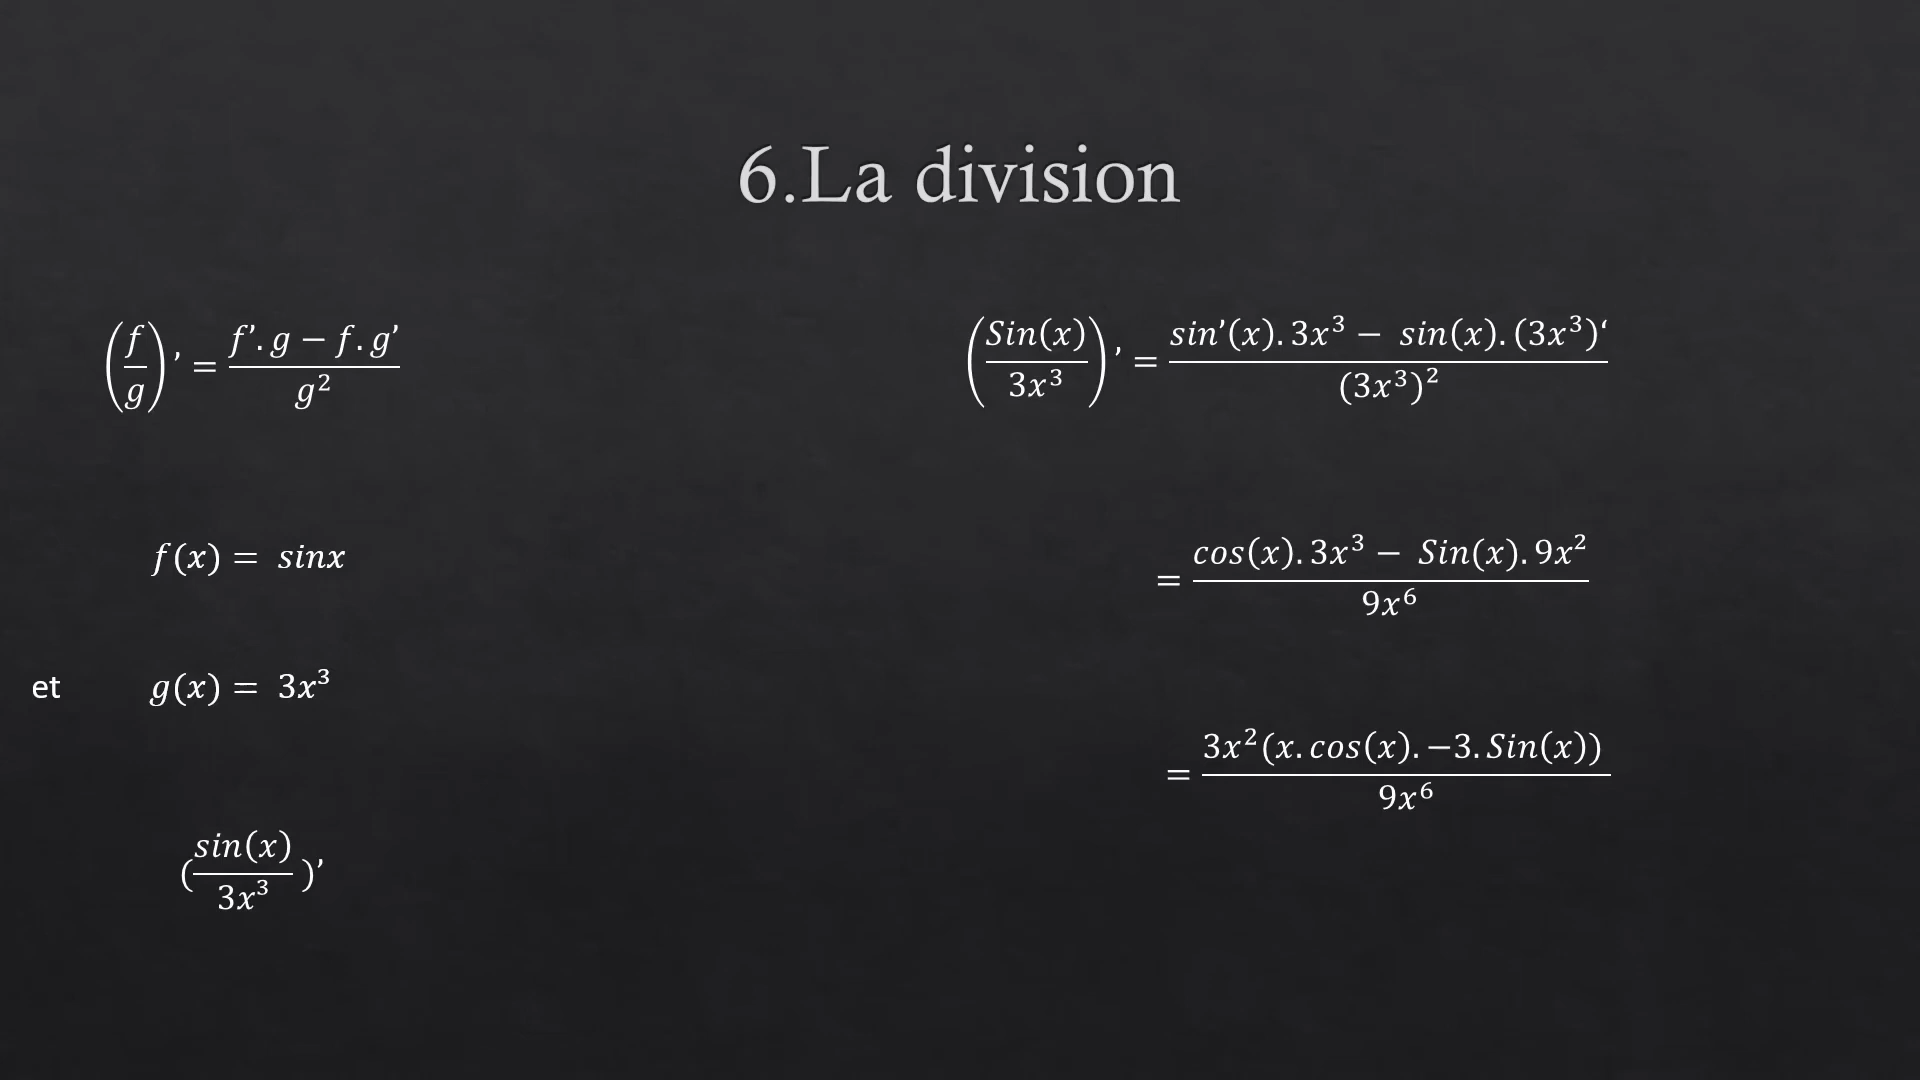 6.La division
(f/g)’ = (f’.g − f.g’)/g²
f(x) = sinx
et g(x) = 3x³
(sin(x)/3x³)’
(Sin(x)/3x³)’ = (sin’(x).3x³ − sin(x).(3x³)‘)/(3x³)²
= (cos(x).3x³ − Sin(x).9x²)/9x⁶
= 3x²(x.cos(x).−3.Sin(x))/9x⁶